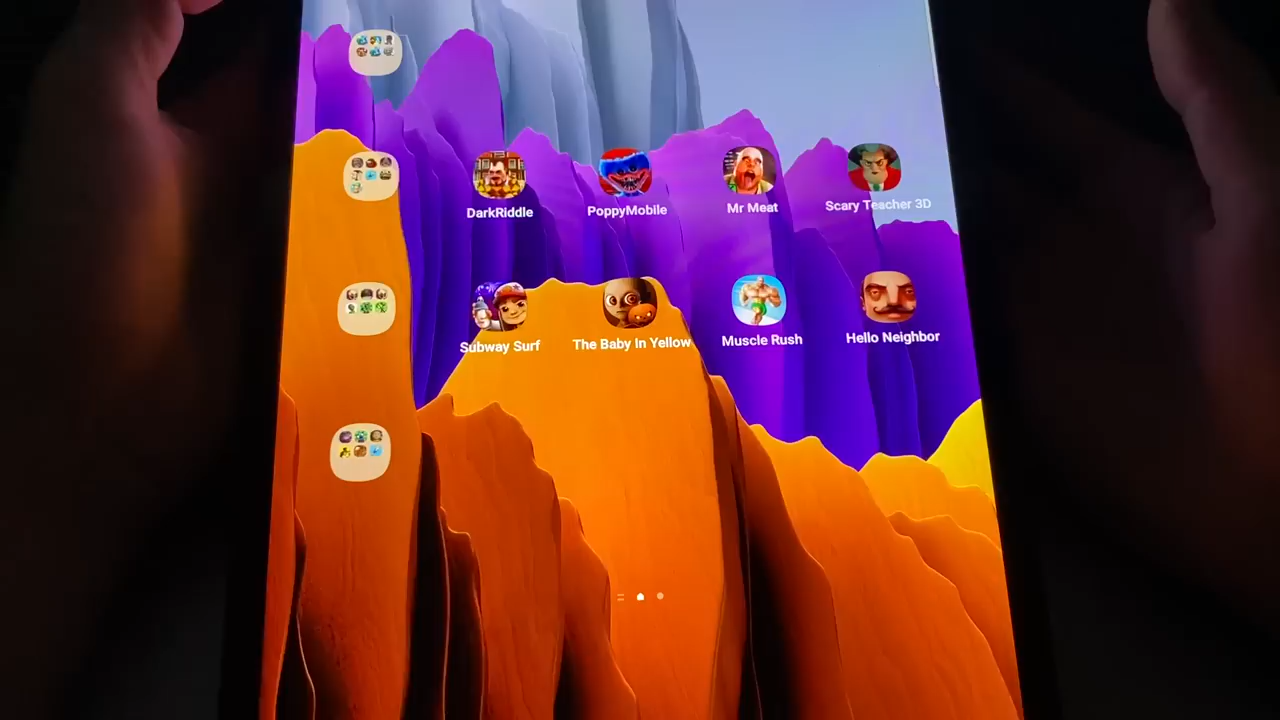 DarkRiddle
PoppyMobile
Mr Meat
Scary Teacher 3D
Subway Surf
The Baby In Yellow
Muscle Rush
Hello Neighbor